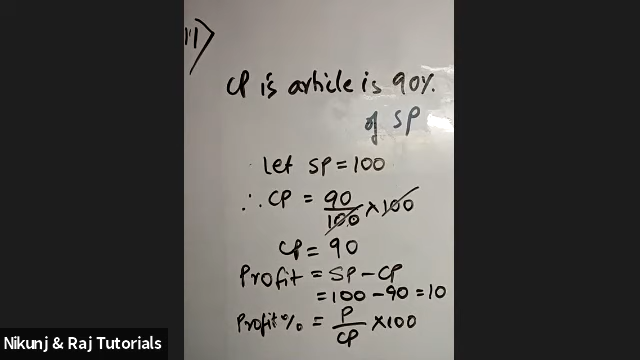 CP is article is 90%
of SP
Let SP = 100
∴ CP = 90/100 × 100
CP = 90
Profit = SP - CP
= 100 - 90 = 10
Profit % = P/CP × 100
Nikunj & Raj Tutorials